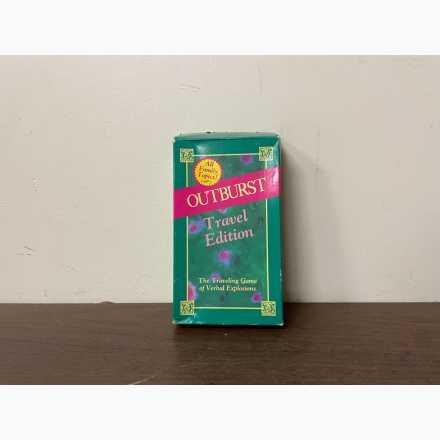 All
Family
Topics!
OUTBURST
Travel
Edition
The Traveling Game
of Verbal Explosions